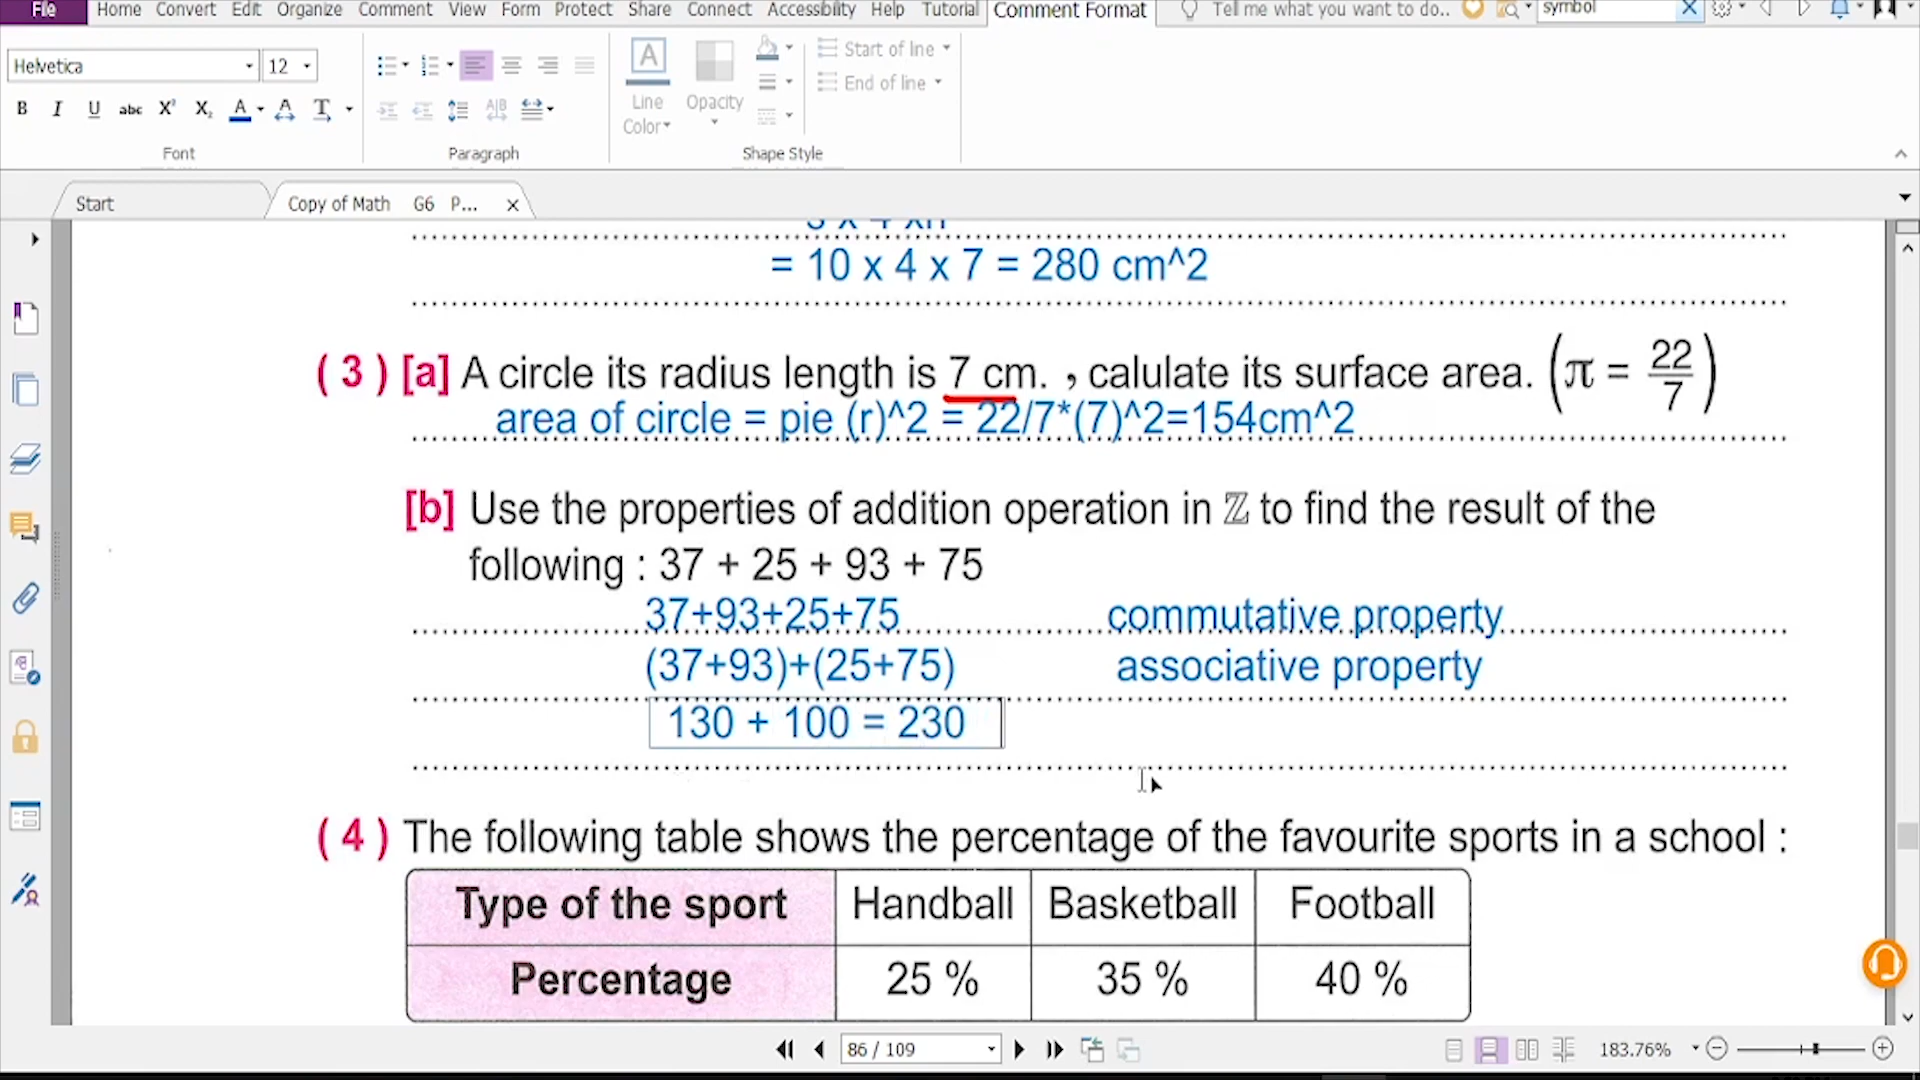 File Home Convert Edit Organize Comment View Form Protect Share Connect Accessibility Help Tutorial Comment Format Tell me what you want to do.. symbol
Helvetica 12
Start of line
End of line
B I U abc X² X₂ A A T
Line Color
Opacity
Font Paragraph Shape Style
Start Copy of Math G6 P...
= 10 x 4 x 7 = 280 cm^2
( 3 ) [a] A circle its radius length is 7 cm. , calulate its surface area. (π = 22/7)
area of circle = pie (r)^2 = 22/7*(7)^2=154cm^2
[b] Use the properties of addition operation in ℤ to find the result of the
following : 37 + 25 + 93 + 75
37+93+25+75 commutative property
(37+93)+(25+75) associative property
130 + 100 = 230
( 4 ) The following table shows the percentage of the favourite sports in a school :
Type of the sport Handball Basketball Football
Percentage 25 % 35 % 40 %
86 / 109 183.76%